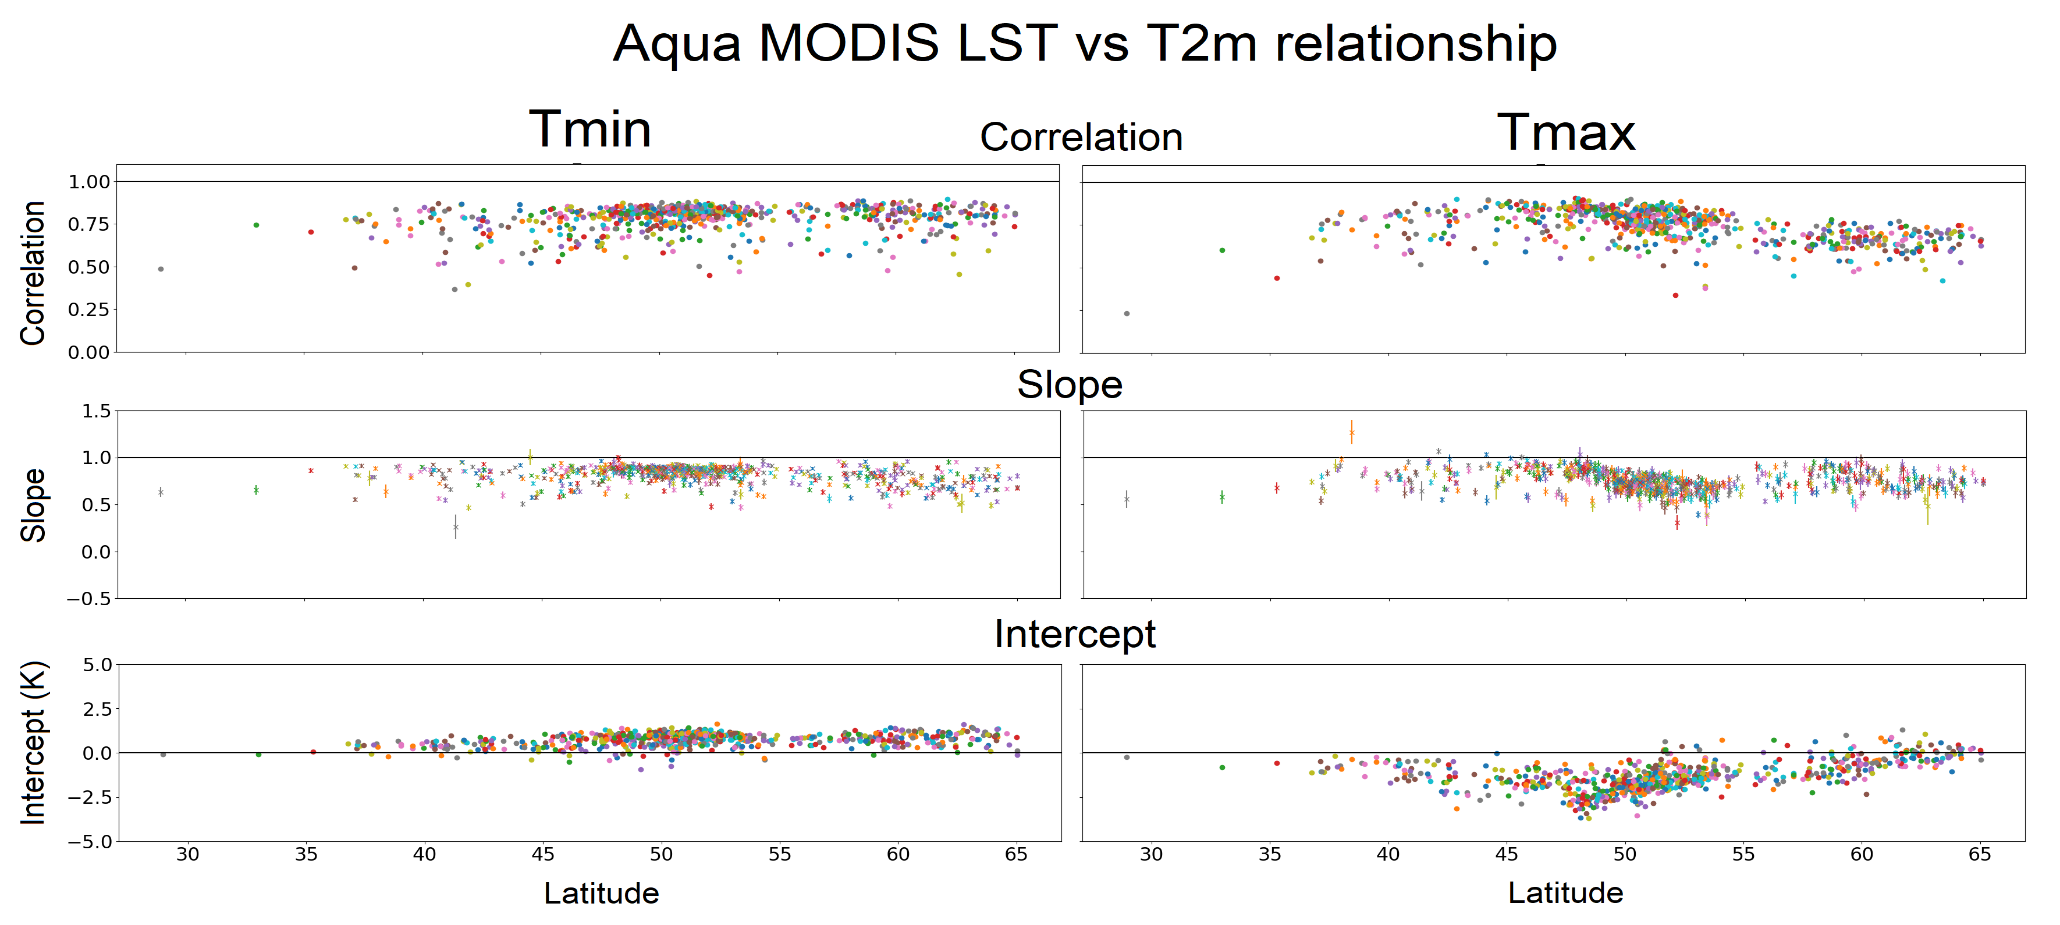 Aqua MODIS LST vs T2m relationship
Tmin
Tmax
Correlation
Correlation
1.00
0.75
0.50
0.25
0.00
Slope
Slope
1.5
1.0
0.5
0.0
−0.5
Intercept
Intercept (K)
5.0
2.5
0.0
−2.5
−5.0
30 35 40 45 50 55 60 65
30 35 40 45 50 55 60 65
Latitude
Latitude